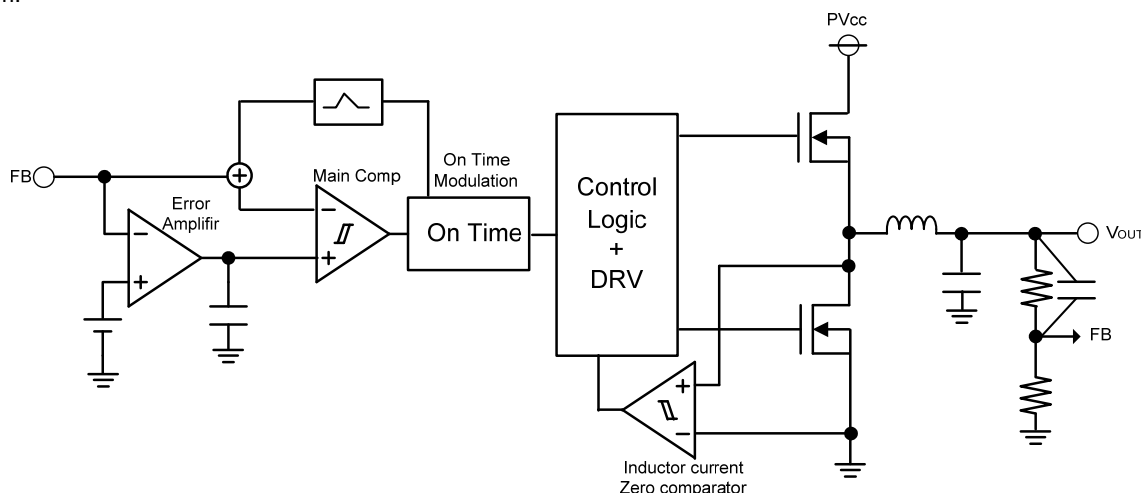 n.
PVcc
FB
Error
Amplifir
Main Comp
On Time
Modulation
On Time
Control
Logic
+
DRV
VOUT
FB
Inductor current
Zero comparator